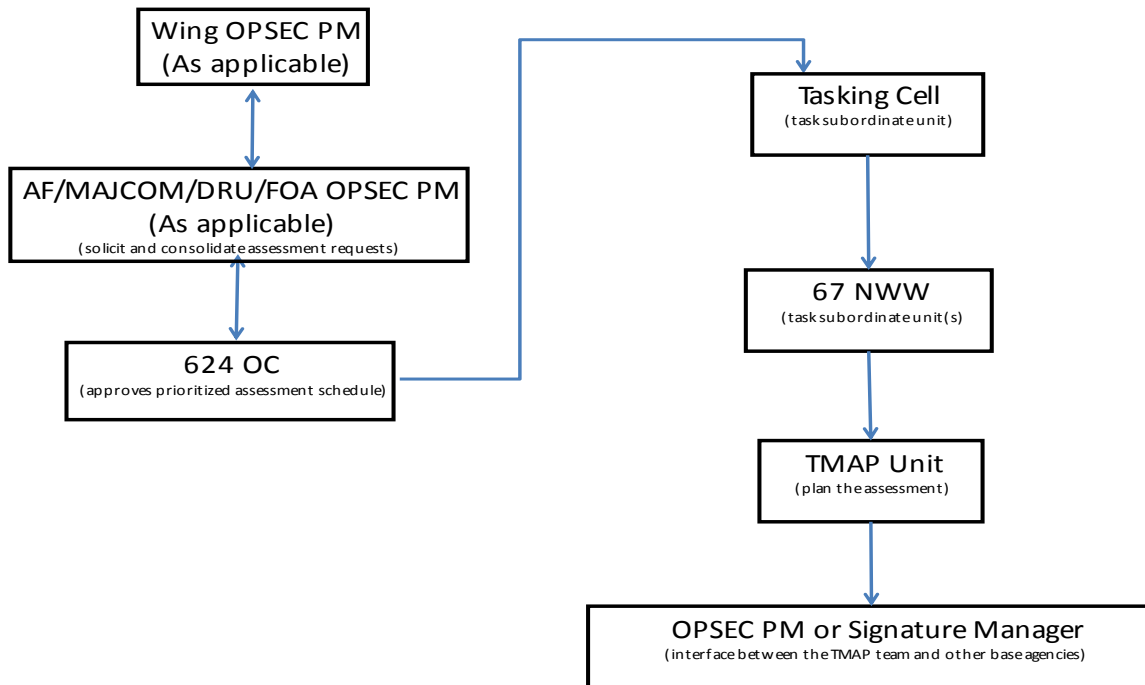 Wing OPSEC PM
(As applicable)
AF/MAJCOM/DRU/FOA OPSEC PM
(As applicable)
(solicit and consolidate assessment requests)
624 OC
(approves prioritized assessment schedule)
Tasking Cell
(task subordinate unit)
67 NWW
(task subordinate unit(s)
TMAP Unit
(plan the assessment)
OPSEC PM or Signature Manager
(interface between the TMAP team and other base agencies)